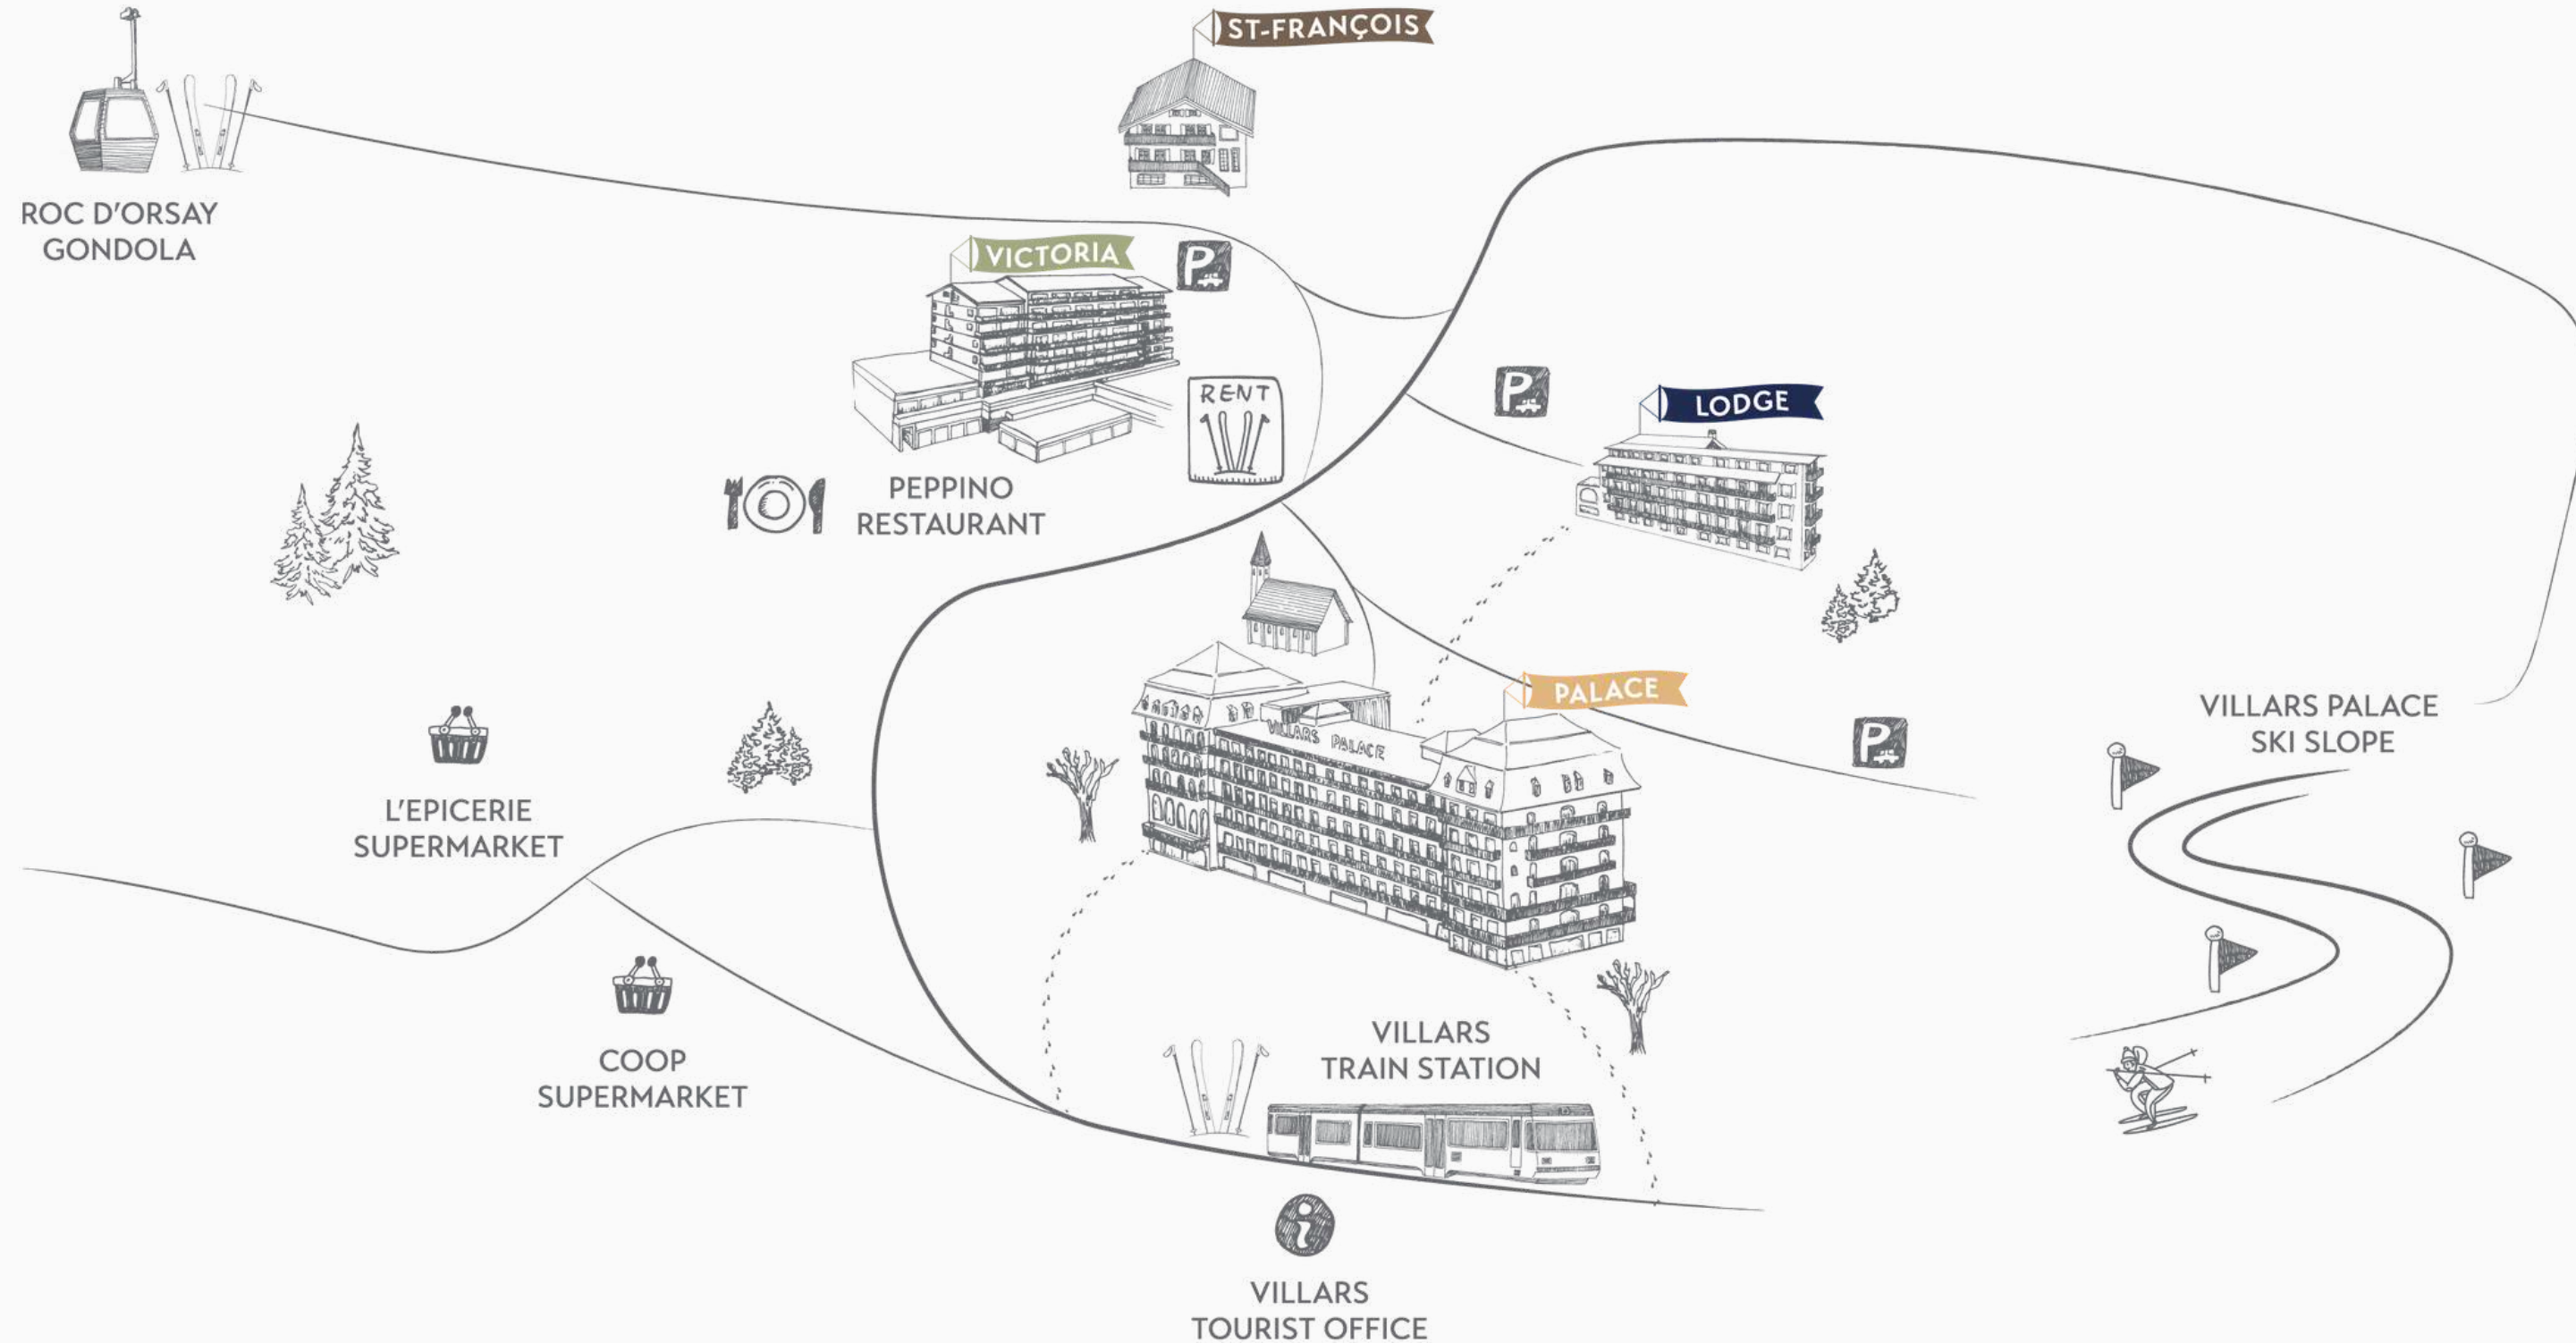 ST-FRANÇOIS
ROC D'ORSAY
GONDOLA
VICTORIA
P
RENT
P
LODGE
PEPPINO
RESTAURANT
PALACE
VILLARS PALACE
VILLARS PALACE
SKI SLOPE
P
L'EPICERIE
SUPERMARKET
COOP
SUPERMARKET
VILLARS
TRAIN STATION
i
VILLARS
TOURIST OFFICE